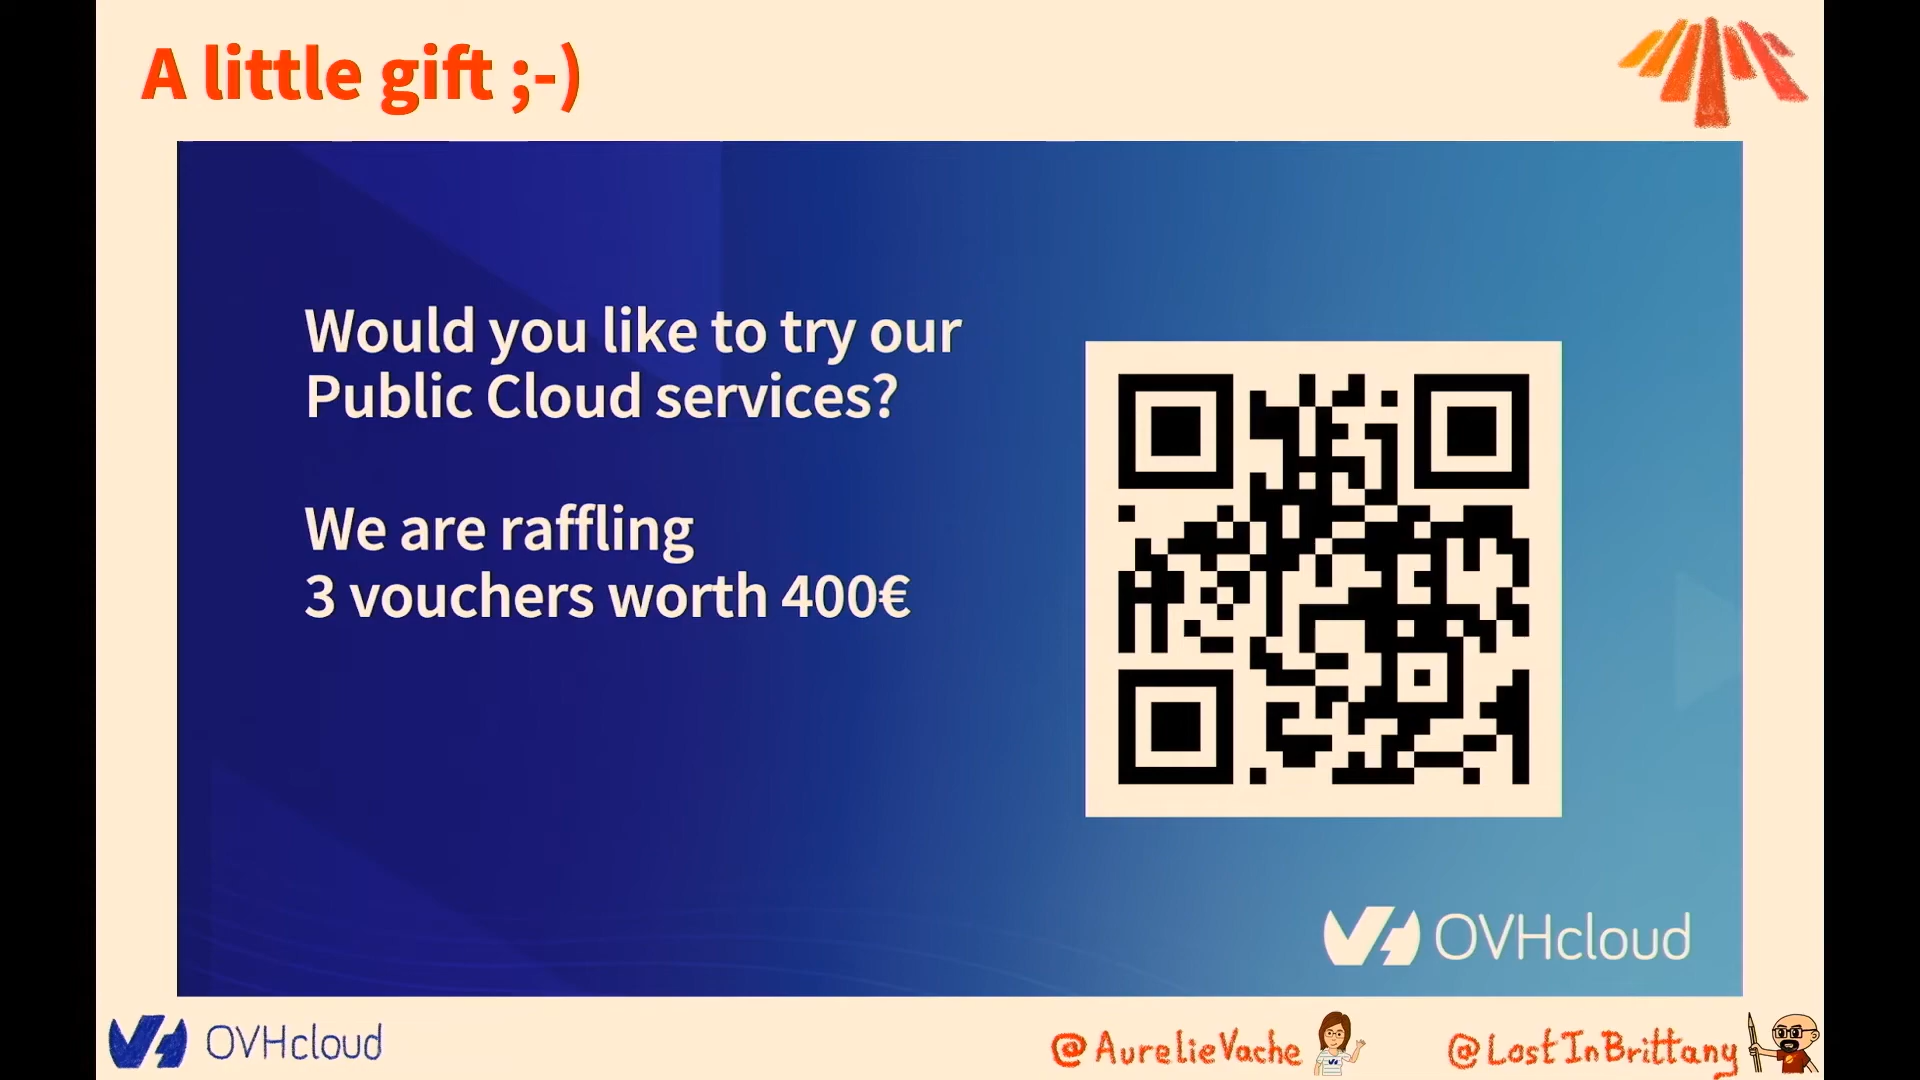 A little gift ;-)
Would you like to try our
Public Cloud services?
We are raffling
3 vouchers worth 400€
OVHcloud
OVHcloud
@AurelieVache
@LostInBrittany